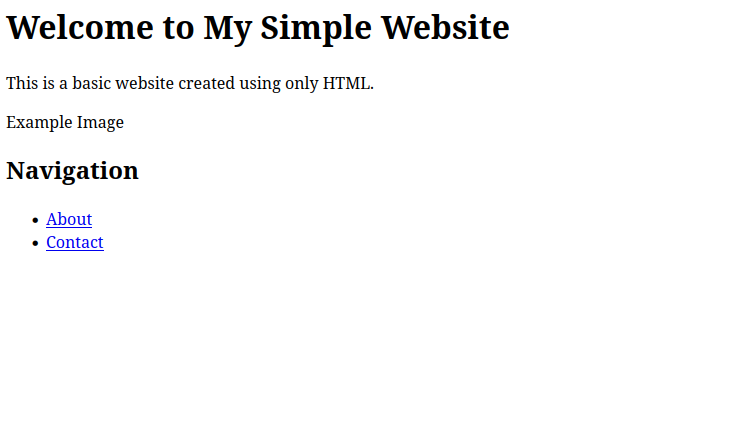 Welcome to My Simple Website
This is a basic website created using only HTML.
Example Image
Navigation
About
Contact